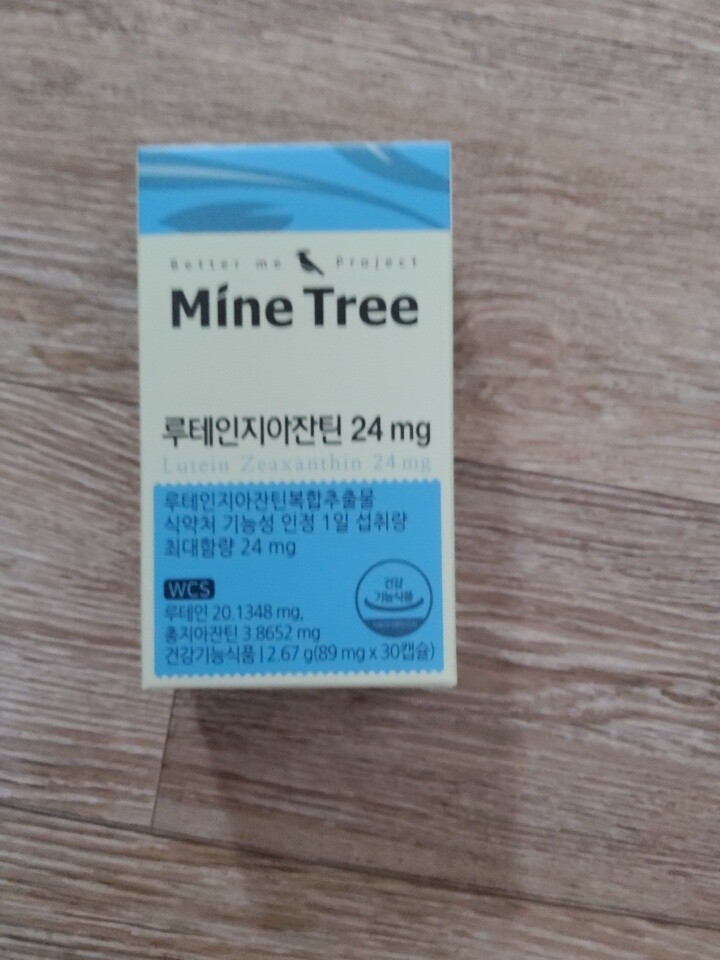 Better me Project
Mine Tree
루테인지아잔틴 24 mg
Lutein Zeaxanthin 24 mg
루테인지아잔틴복합추출물
식약처 기능성 인정 1일 섭취량
최대함량 24 mg
WCS
건강
기능식품
루테인 20.1348 mg,
총지아잔틴 3.8652 mg
건강기능식품 | 2.67 g(89 mg x 30캡슐)